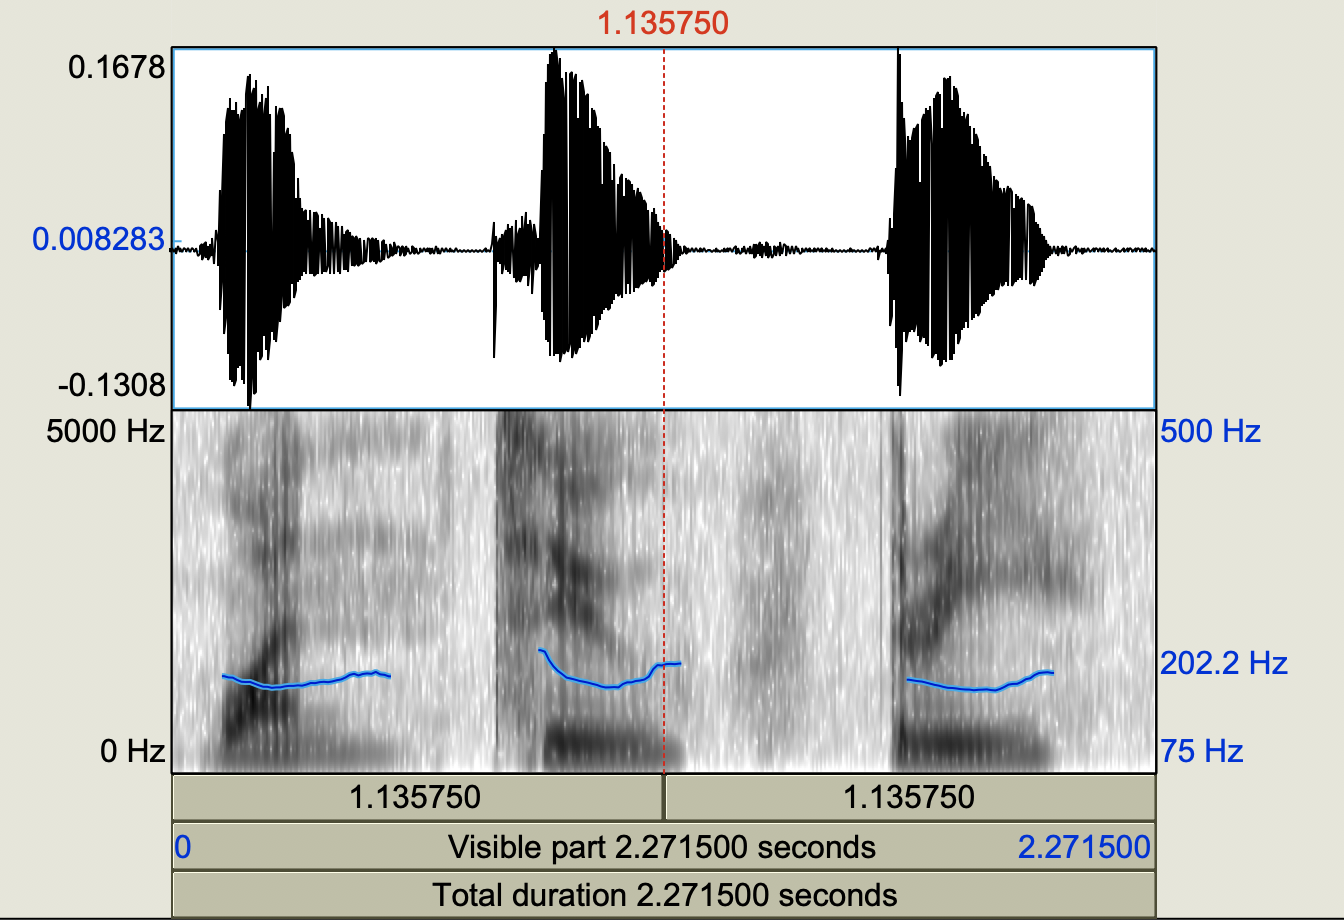 1.135750
0.1678
0.008283
-0.1308
5000 Hz
500 Hz
202.2 Hz
0 Hz
75 Hz
1.135750
1.135750
0
Visible part 2.271500 seconds
2.271500
Total duration 2.271500 seconds